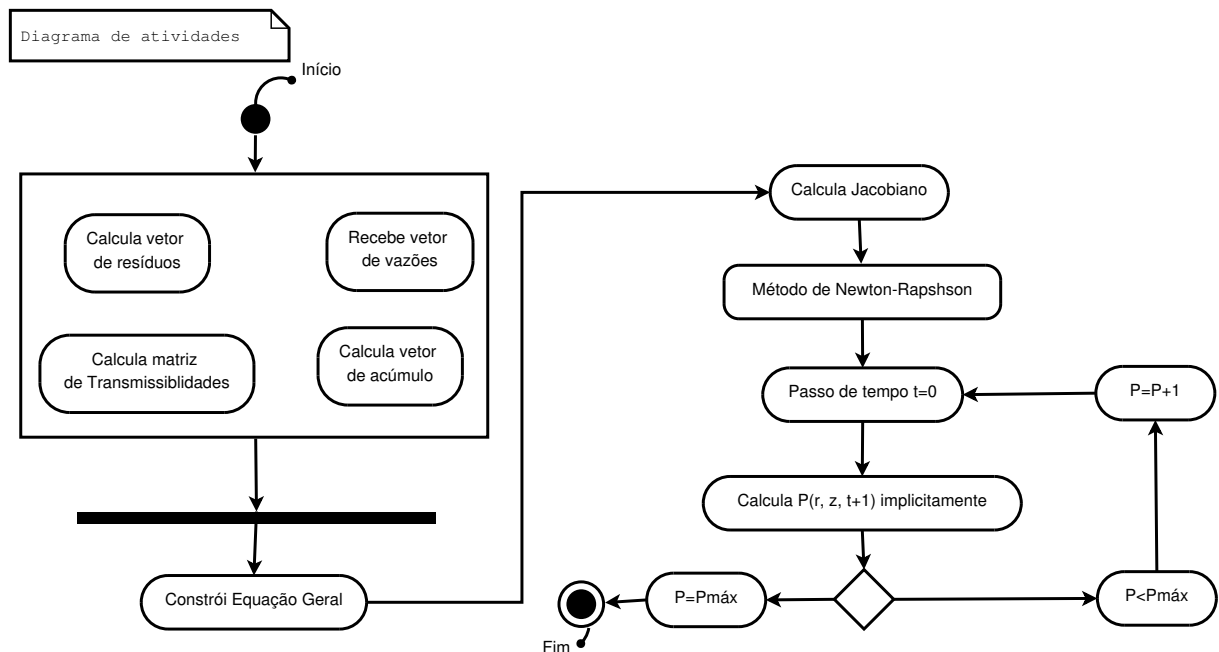 Diagrama de atividades
Início
Calcula vetor
de resíduos
Recebe vetor
de vazões
Calcula matriz
de Transmissiblidades
Calcula vetor
de acúmulo
Constrói Equação Geral
Calcula Jacobiano
Método de Newton-Rapshson
Passo de tempo t=0
P=P+1
Calcula P(r, z, t+1) implicitamente
P=Pmáx
P<Pmáx
Fim